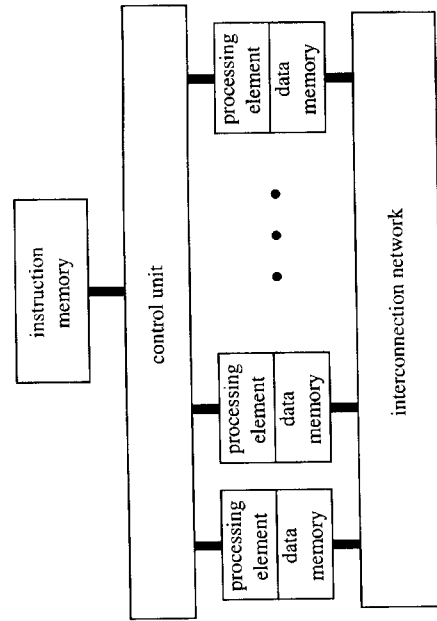 instruction
memory
control unit
processing
element
data
memory
processing
element
data
memory
processing
element
data
memory
interconnection network